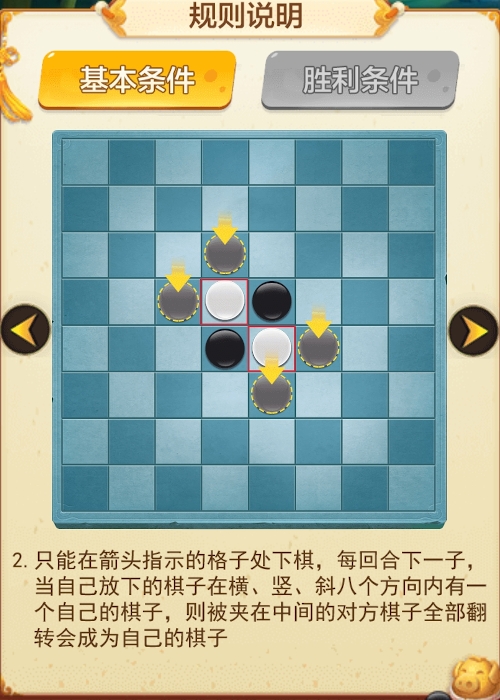 规则说明
基本条件
胜利条件
2. 只能在箭头指示的格子处下棋，每回合下一子，
当自己放下的棋子在横、竖、斜八个方向内有一
个自己的棋子，则被夹在中间的对方棋子全部翻
转会成为自己的棋子